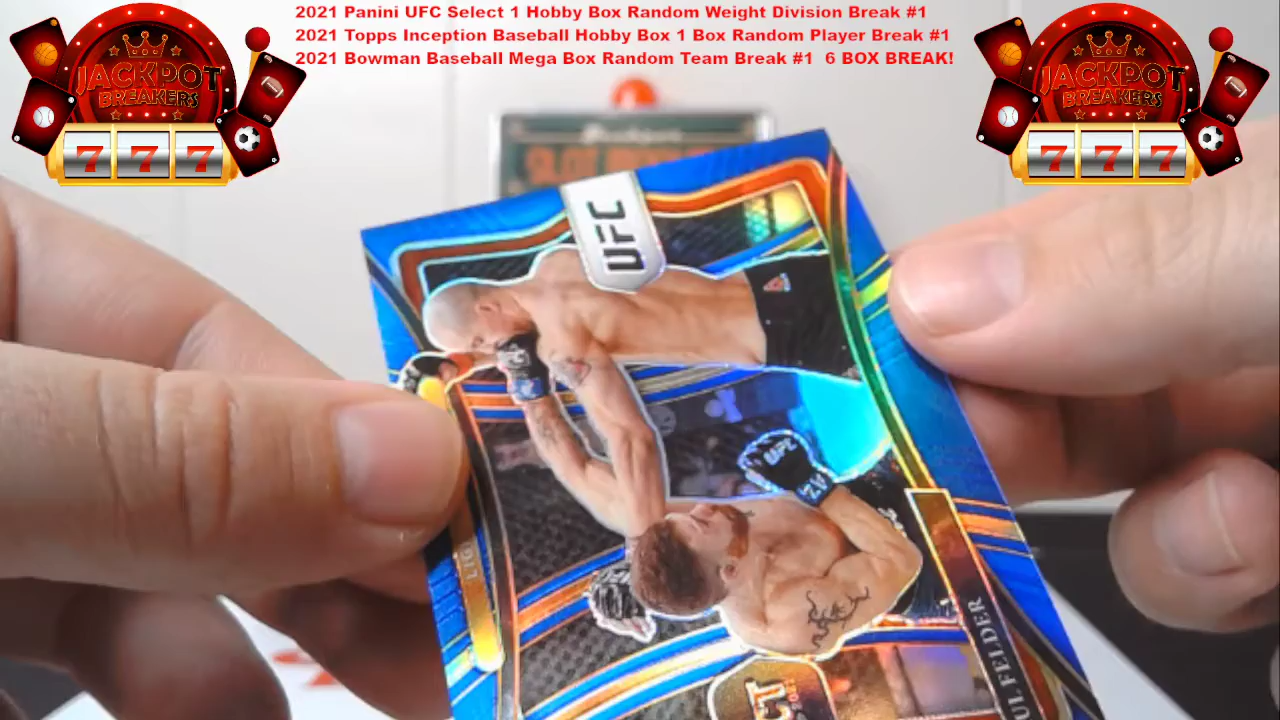 2021 Panini UFC Select 1 Hobby Box Random Weight Division Break #1
2021 Topps Inception Baseball Hobby Box 1 Box Random Player Break #1
2021 Bowman Baseball Mega Box Random Team Break #1 6 BOX BREAK!
JACKPOT
BREAKERS
7 7 7
JACKPOT
BREAKERS
7 7 7
UFC
UFC
UL FELDER
CT